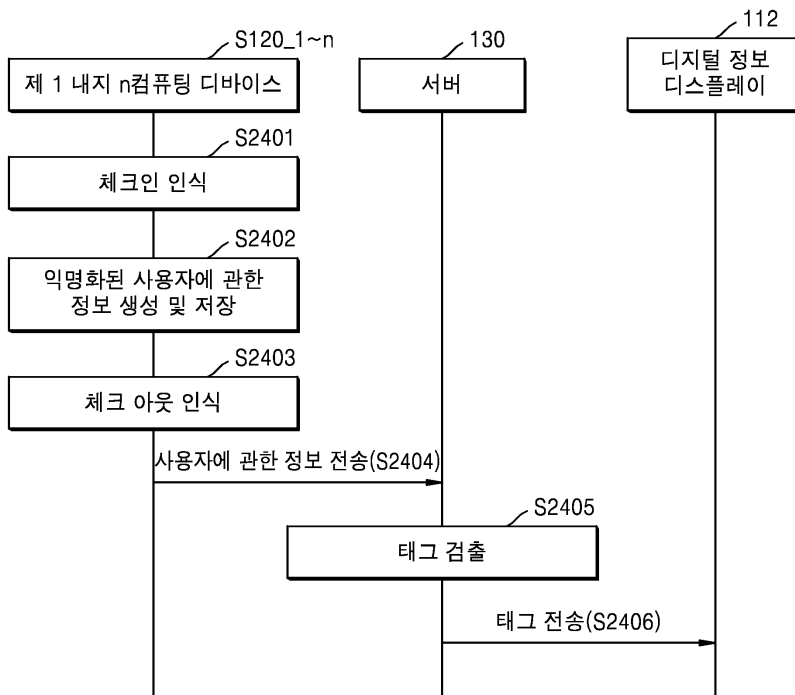 S120_1~n
130
112
제 1 내지 n컴퓨팅 디바이스
서버
디지털 정보
디스플레이
S2401
체크인 인식
S2402
익명화된 사용자에 관한
정보 생성 및 저장
S2403
체크 아웃 인식
사용자에 관한 정보 전송(S2404)
S2405
태그 검출
태그 전송(S2406)